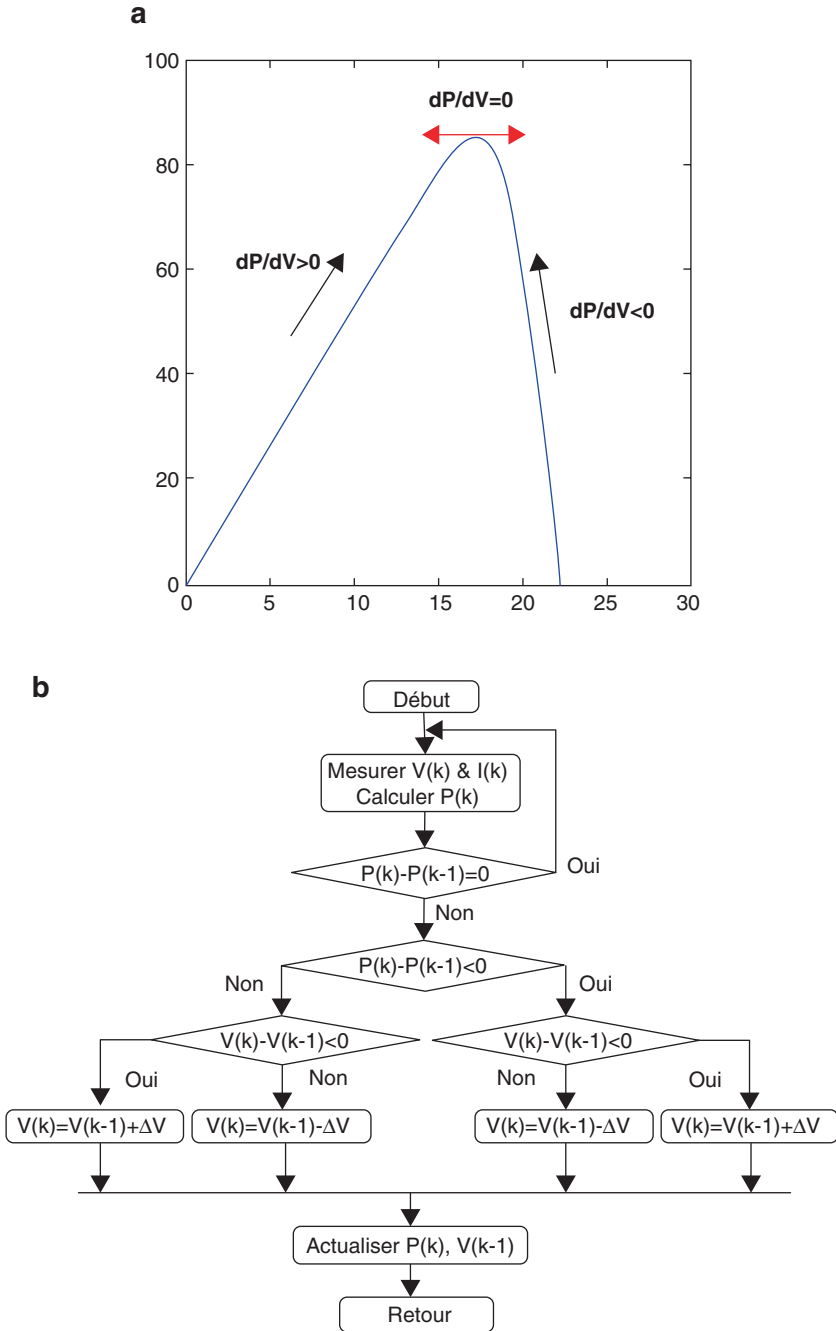 a
100
80
60
40
20
0
0
5
10
15
20
25
30
dP/dV=0
dP/dV>0
dP/dV<0
b
Début
Mesurer V(k) & I(k)
Calculer P(k)
P(k)-P(k-1)=0
Oui
Non
P(k)-P(k-1)<0
Non
Oui
V(k)-V(k-1)<0
V(k)-V(k-1)<0
Oui
Non
Non
Oui
V(k)=V(k-1)+ΔV
V(k)=V(k-1)-ΔV
V(k)=V(k-1)-ΔV
V(k)=V(k-1)+ΔV
Actualiser P(k), V(k-1)
Retour